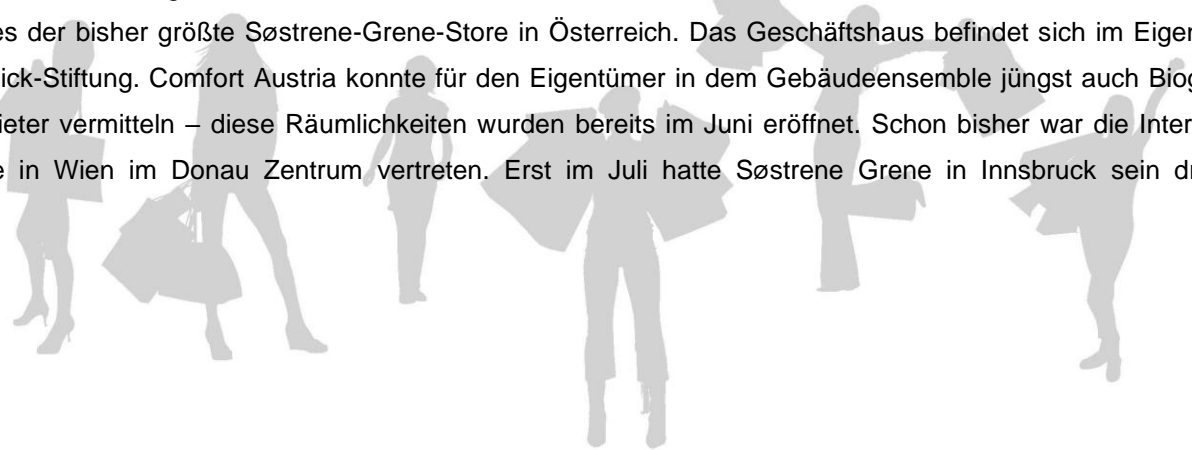 es der bisher größte Søstrene-Grene-Store in Österreich. Das Geschäftshaus befindet sich im Eigen
ick-Stiftung. Comfort Austria konnte für den Eigentümer in dem Gebäudeensemble jüngst auch Biog
ieter vermitteln – diese Räumlichkeiten wurden bereits im Juni eröffnet. Schon bisher war die Inter
e in Wien im Donau Zentrum vertreten. Erst im Juli hatte Søstrene Grene in Innsbruck sein dr